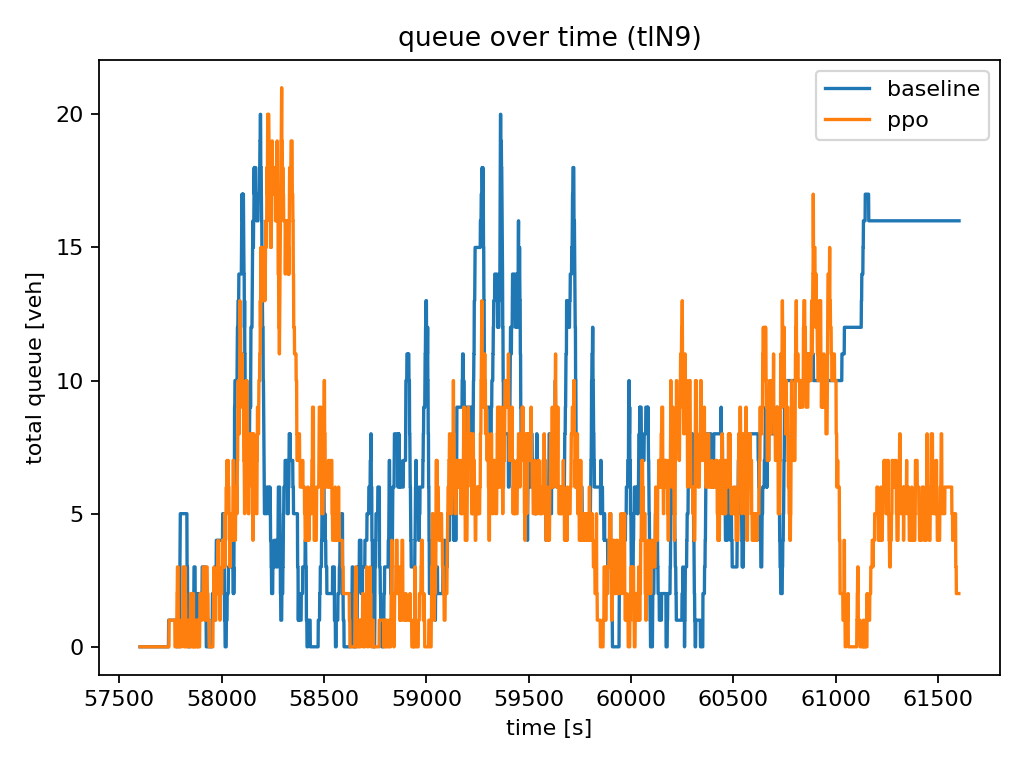 queue over time (tlN9)
baseline
ppo
total queue [veh]
20
15
10
5
0
57500 58000 58500 59000 59500 60000 60500 61000 61500
time [s]